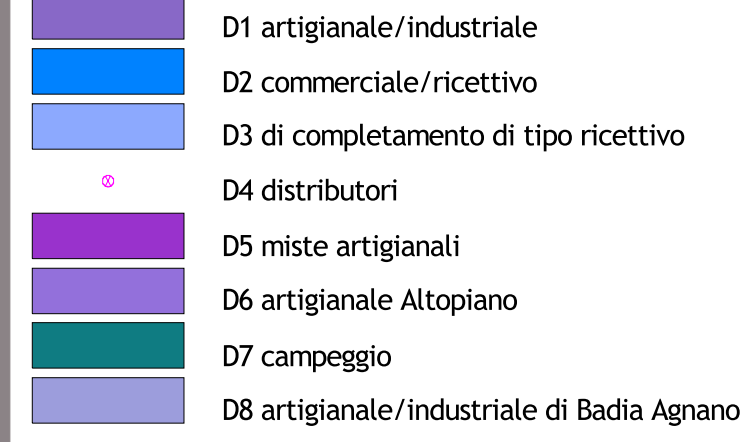 D1 artigianale/industriale
D2 commerciale/ricettivo
D3 di completamento di tipo ricettivo
D4 distributori
D5 miste artigianali
D6 artigianale Altopiano
D7 campeggio
D8 artigianale/industriale di Badia Agnano